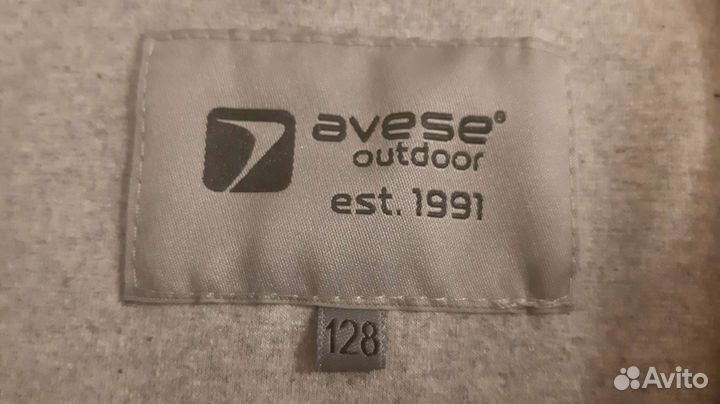 avese®
outdoor
est. 1991
128
Avito